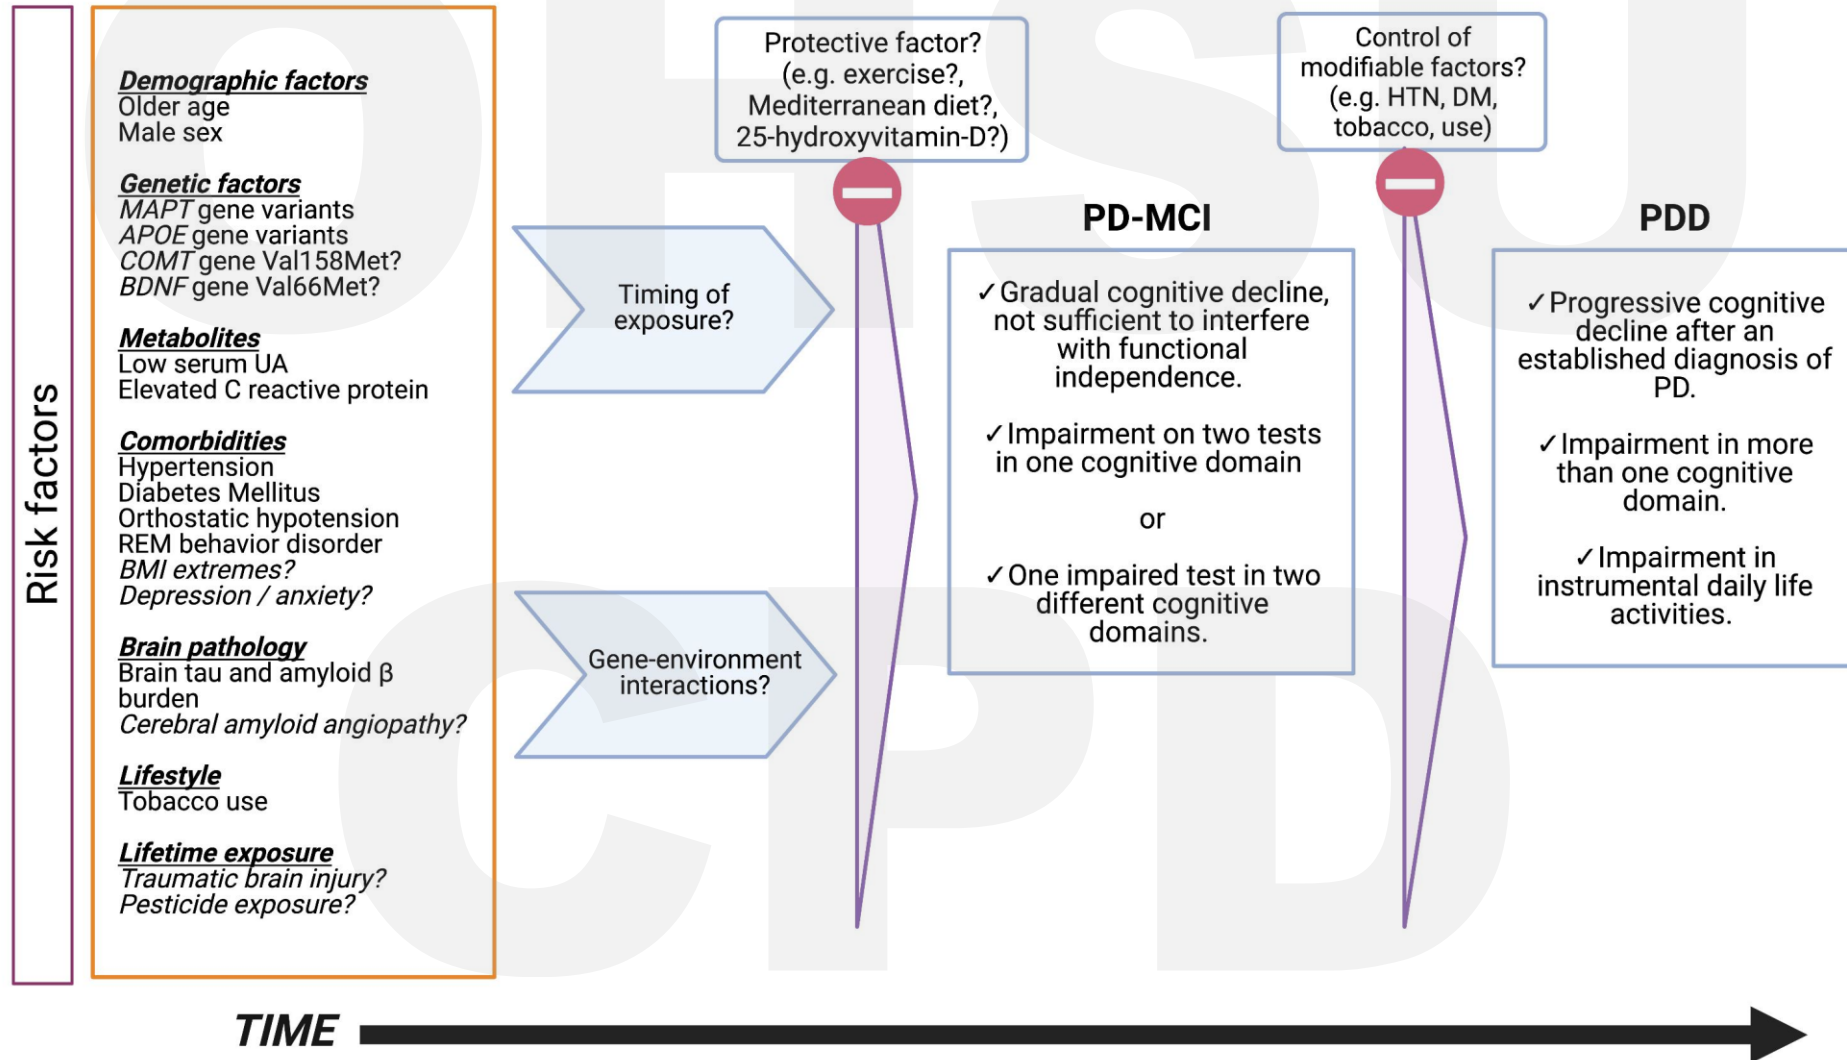 Risk factors
Demographic factors
Older age
Male sex
Genetic factors
MAPT gene variants
APOE gene variants
COMT gene Val158Met?
BDNF gene Val66Met?
Metabolites
Low serum UA
Elevated C reactive protein
Comorbidities
Hypertension
Diabetes Mellitus
Orthostatic hypotension
REM behavior disorder
BMI extremes?
Depression / anxiety?
Brain pathology
Brain tau and amyloid β
burden
Cerebral amyloid angiopathy?
Lifestyle
Tobacco use
Lifetime exposure
Traumatic brain injury?
Pesticide exposure?
Timing of
exposure?
Gene-environment
interactions?
Protective factor?
(e.g. exercise?,
Mediterranean diet?,
25-hydroxyvitamin-D?)
PD-MCI
✓Gradual cognitive decline,
not sufficient to interfere
with functional
independence.
✓Impairment on two tests
in one cognitive domain
or
✓One impaired test in two
different cognitive
domains.
Control of
modifiable factors?
(e.g. HTN, DM,
tobacco, use)
PDD
✓Progressive cognitive
decline after an
established diagnosis of
PD.
✓Impairment in more
than one cognitive
domain.
✓Impairment in
instrumental daily life
activities.
TIME
OHSU
CPD